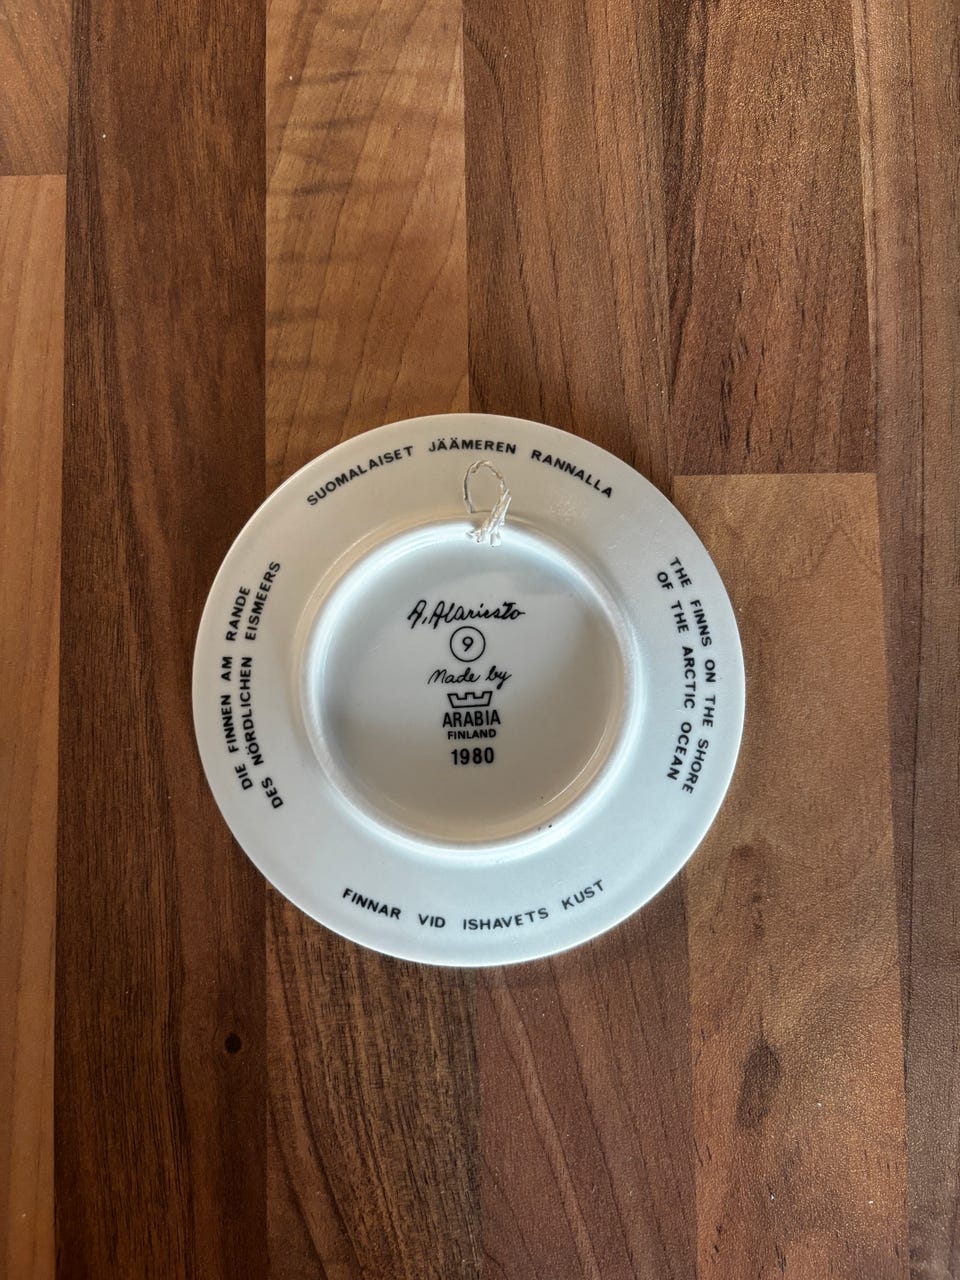 SUOMALAISET JÄÄMEREN RANNALLA
THE FINNS ON THE SHORE
OF THE ARCTIC OCEAN
FINNAR VID ISHAVETS KUST
DIE FINNEN AM RANDE
DES NÖRDLICHEN EISMEERS
A. Alariesto
9
Made by
ARABIA
FINLAND
1980